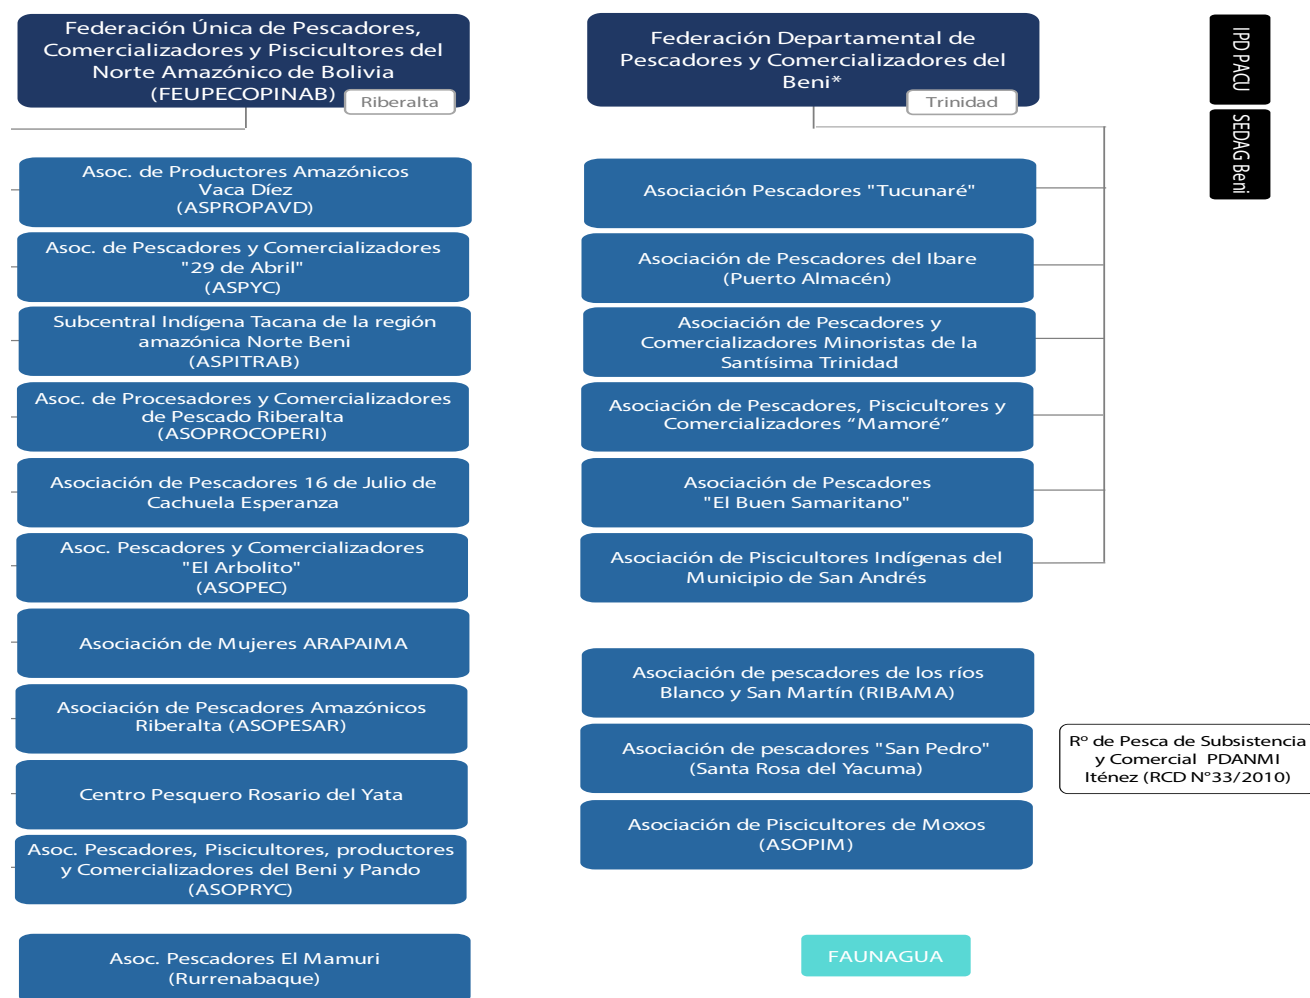 Federación Única de Pescadores,
Comercializadores y Piscicultores del
Norte Amazónico de Bolivia
(FEUPECOPINAB)
Riberalta
Asoc. de Productores Amazónicos
Vaca Díez
(ASPROPAVD)
Asoc. de Pescadores y Comercializadores
"29 de Abril"
(ASPYC)
Subcentral Indígena Tacana de la región
amazónica Norte Beni
(ASPITRAB)
Asoc. de Procesadores y Comercializadores
de Pescado Riberalta
(ASOPROCOPERI)
Asociación de Pescadores 16 de Julio de
Cachuela Esperanza
Asoc. Pescadores y Comercializadores
"El Arbolito"
(ASOPEC)
Asociación de Mujeres ARAPAIMA
Asociación de Pescadores Amazónicos
Riberalta (ASOPESAR)
Centro Pesquero Rosario del Yata
Asoc. Pescadores, Piscicultores, productores
y Comercializadores del Beni y Pando
(ASOPRYC)
Asoc. Pescadores El Mamuri
(Rurrenabaque)
Federación Departamental de
Pescadores y Comercializadores del
Beni*
Trinidad
Asociación Pescadores "Tucunaré"
Asociación de Pescadores del Ibare
(Puerto Almacén)
Asociación de Pescadores y
Comercializadores Minoristas de la
Santísima Trinidad
Asociación de Pescadores, Piscicultores y
Comercializadores “Mamoré”
Asociación de Pescadores
"El Buen Samaritano"
Asociación de Piscicultores Indígenas del
Municipio de San Andrés
Asociación de pescadores de los ríos
Blanco y San Martín (RIBAMA)
Asociación de pescadores "San Pedro"
(Santa Rosa del Yacuma)
Asociación de Piscicultores de Moxos
(ASOPIM)
FAUNAGUA
IPD PACU
SEDAG Beni
Rº de Pesca de Subsistencia
y Comercial PDANMI
Iténez (RCD N°33/2010)